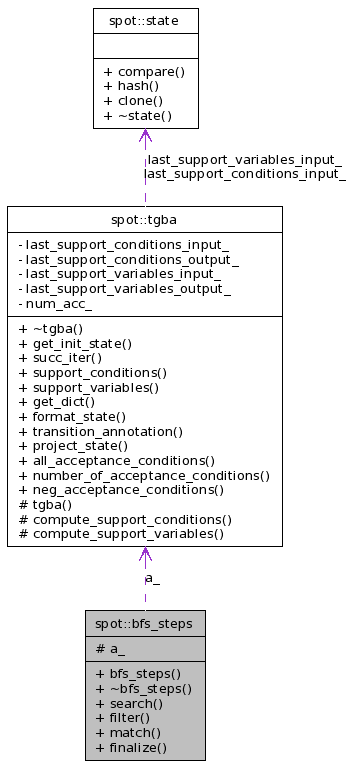 spot::state
+ compare()
+ hash()
+ clone()
+ ~state()
last_support_variables_input_
last_support_conditions_input_
spot::tgba
- last_support_conditions_input_
- last_support_conditions_output_
- last_support_variables_input_
- last_support_variables_output_
- num_acc_
+ ~tgba()
+ get_init_state()
+ succ_iter()
+ support_conditions()
+ support_variables()
+ get_dict()
+ format_state()
+ transition_annotation()
+ project_state()
+ all_acceptance_conditions()
+ number_of_acceptance_conditions()
+ neg_acceptance_conditions()
# tgba()
# compute_support_conditions()
# compute_support_variables()
a_
spot::bfs_steps
# a_
+ bfs_steps()
+ ~bfs_steps()
+ search()
+ filter()
+ match()
+ finalize()